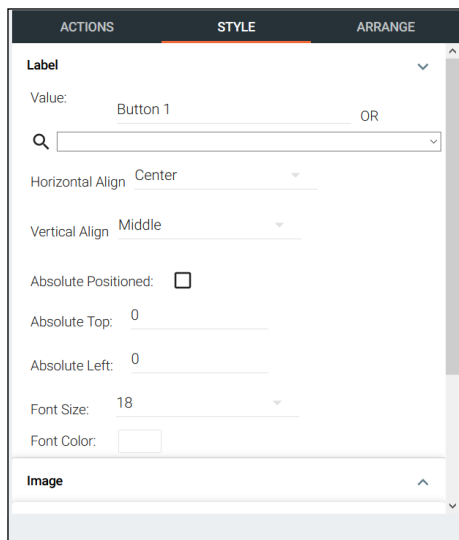 ACTIONS STYLE ARRANGE
Label
Value: Button 1 OR
Horizontal Align Center
Vertical Align Middle
Absolute Positioned:
Absolute Top: 0
Absolute Left: 0
Font Size: 18
Font Color:
Image